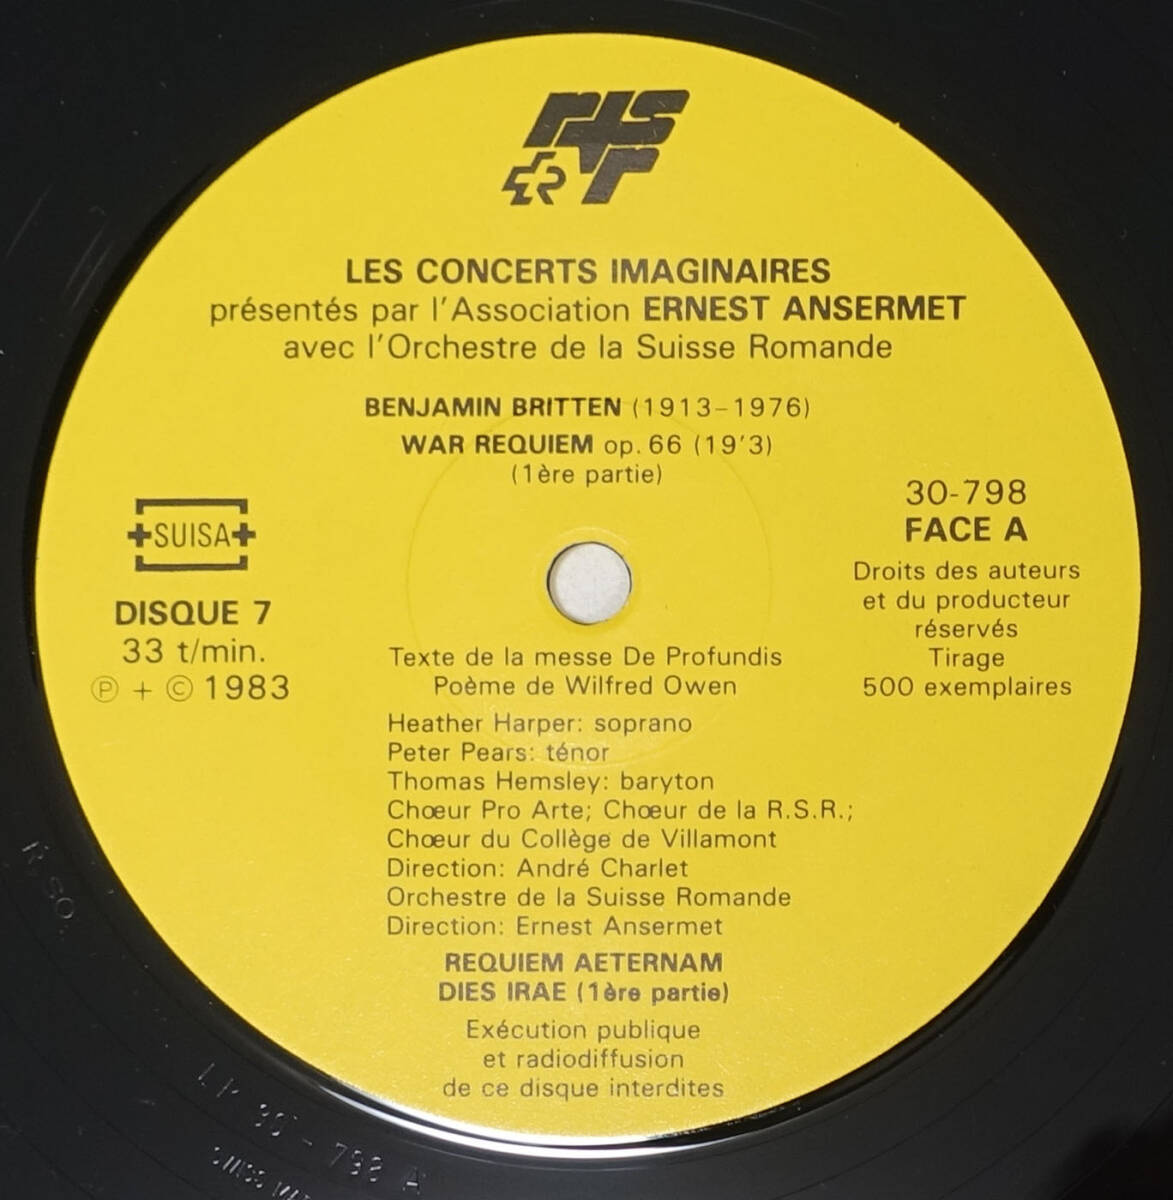 rtsr
LES CONCERTS IMAGINAIRES
présentés par l'Association ERNEST ANSERMET
avec l'Orchestre de la Suisse Romande
BENJAMIN BRITTEN (1913-1976)
WAR REQUIEM op. 66 (19'3)
(1ère partie)
SUISA
DISQUE 7
33 t/min.
Ⓟ + © 1983
30-798
FACE A
Droits des auteurs
et du producteur
réservés
Tirage
500 exemplaires
Texte de la messe De Profundis
Poème de Wilfred Owen
Heather Harper: soprano
Peter Pears: ténor
Thomas Hemsley: baryton
Chœur Pro Arte; Chœur de la R.S.R.;
Chœur du Collège de Villamont
Direction: André Charlet
Orchestre de la Suisse Romande
Direction: Ernest Ansermet
REQUIEM AETERNAM
DIES IRAE (1ère partie)
Exécution publique
et radiodiffusion
de ce disque interdites
30 - 798 A